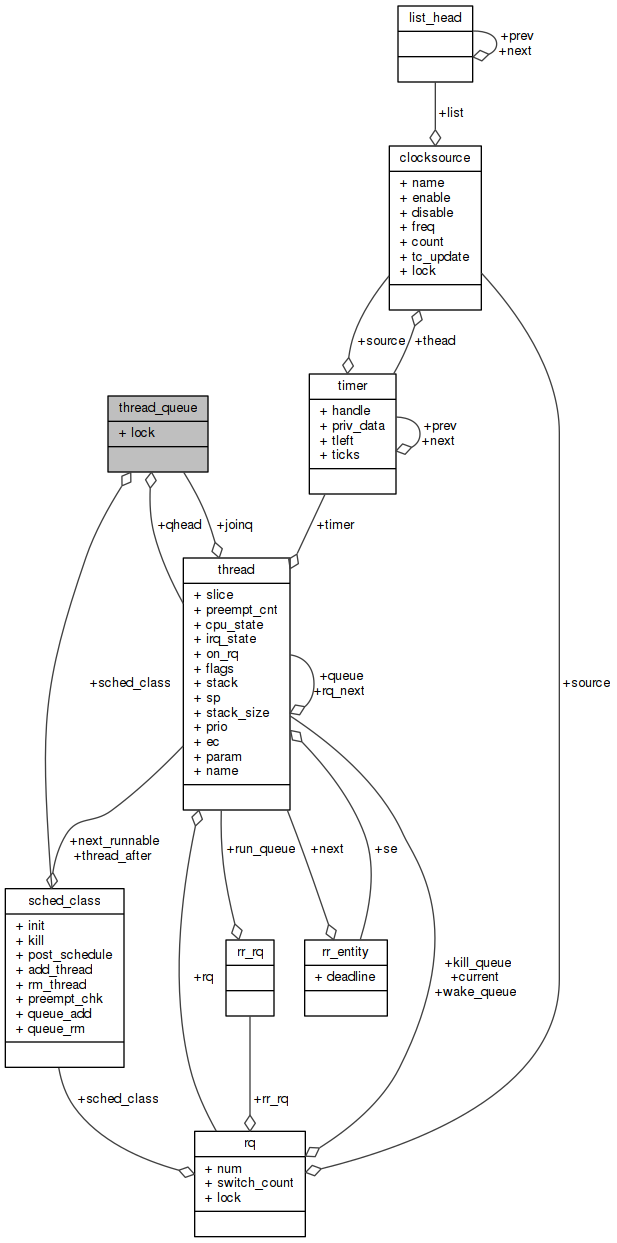 list_head
+prev
+next
+list
clocksource
+ name
+ enable
+ disable
+ freq
+ count
+ tc_update
+ lock
+source
+thead
timer
+ handle
+ priv_data
+ tleft
+ ticks
+prev
+next
thread_queue
+ lock
+qhead
+joinq
+timer
thread
+ slice
+ preempt_cnt
+ cpu_state
+ irq_state
+ on_rq
+ flags
+ stack
+ sp
+ stack_size
+ prio
+ ec
+ param
+ name
+queue
+rq_next
+sched_class
+source
+next_runnable
+thread_after
+run_queue
+next
+se
sched_class
+ init
+ kill
+ post_schedule
+ add_thread
+ rm_thread
+ preempt_chk
+ queue_add
+ queue_rm
+rq
rr_rq
rr_entity
+ deadline
+kill_queue
+current
+wake_queue
+sched_class
+rr_rq
rq
+ num
+ switch_count
+ lock